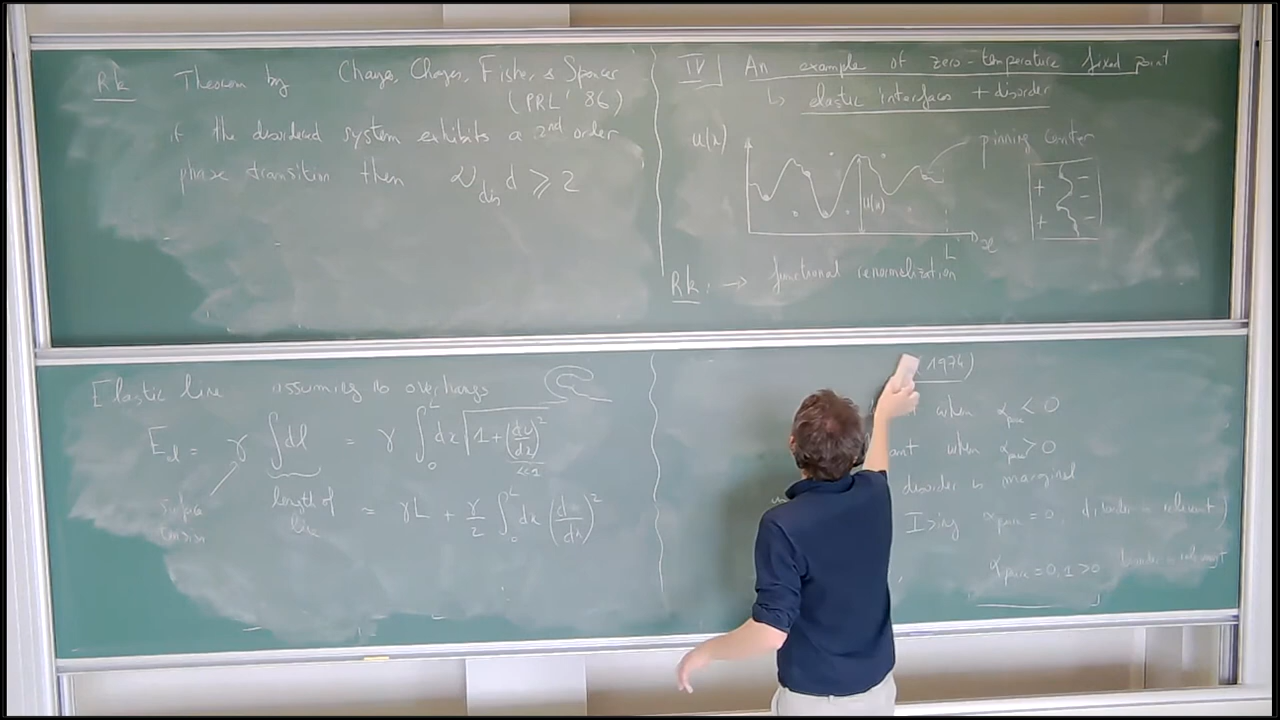 Rk Theorem by Chayes, Chayes, Fisher & Spencer
(PRL' 86)
if the disordered system exhibits a 2nd order
phase transition then ν_dis d ⩾ 2
IV] An example of zero-temperature fixed point
↳ elastic interfaces + disorder
u(x)
pinning center
u(x)
+ −
−
+ −
L
x
Rk: → functional renormalization
Elastic line assuming no overhangs
E_el = γ ∫dl = γ ∫_0^L dx √(1 + (du/dx)^2)
<<1
surface tension
length of line
≈ γL + γ/2 ∫_0^L dx (du/dx)^2
1974)
when α_pure < 0
ant when α_pure > 0
disorder is marginal
Ising α_pure = 0, disorder is relevant)
α_pure = 0,1 > 0 disorder is relevant